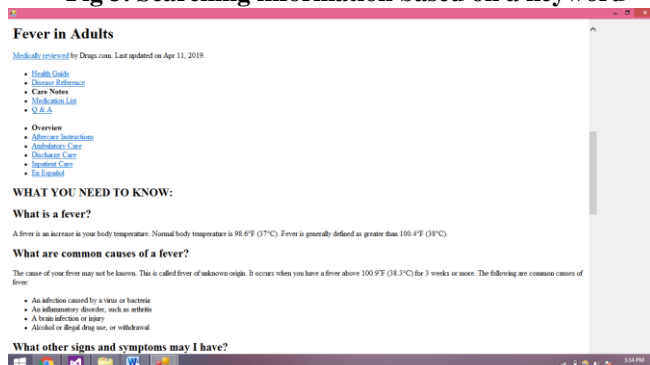 Fig 3: Searching information based on a keyword
Fever in Adults
Medically reviewed by Drugs.com. Last updated on Apr 11, 2019.
Health Guide
Disease Reference
Care Notes
Medication List
Q & A
Overview
Aftercare Instructions
Ambulatory Care
Discharge Care
Inpatient Care
En Español
WHAT YOU NEED TO KNOW:
What is a fever?
A fever is an increase in your body temperature. Normal body temperature is 98.6°F (37°C). Fever is generally defined as greater than 100.4°F (38°C).
What are common causes of a fever?
The cause of your fever may not be known. This is called fever of unknown origin. It occurs when you have a fever above 100.9°F (38.3°C) for 3 weeks or more. The following are common causes of
fever:
An infection caused by a virus or bacteria
An inflammatory disorder, such as arthritis
A brain infection or injury
Alcohol or illegal drug use, or withdrawal
What other signs and symptoms may I have?
3:34 PM